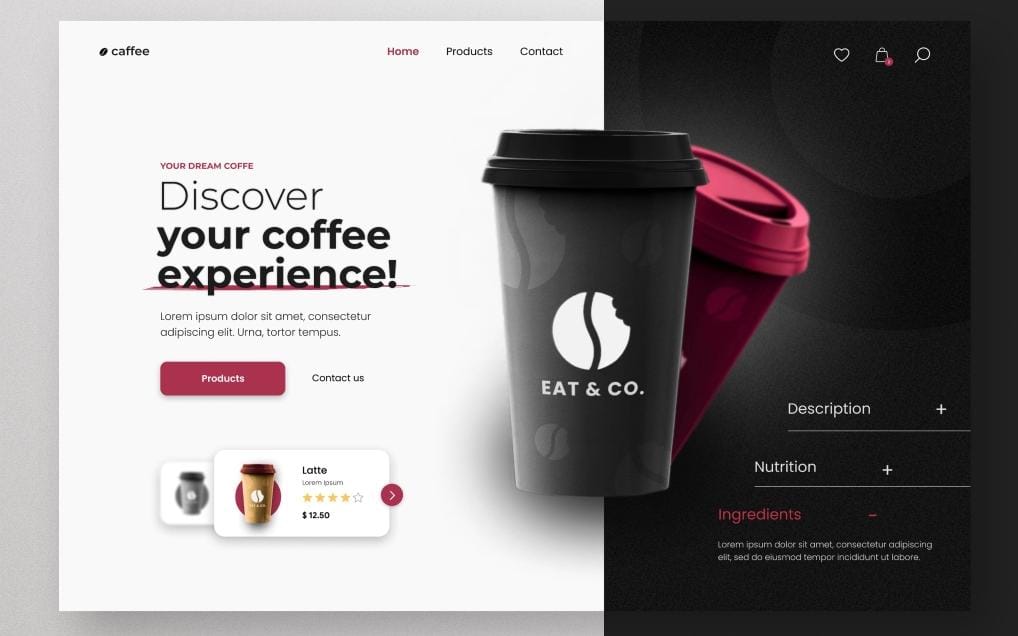 caffee
Home Products Contact
YOUR DREAM COFFE
Discover
your coffee
experience!
Lorem ipsum dolor sit amet, consectetur
adipiscing elit. Urna, tortor tempus.
Products Contact us
Latte
Lorem Ipsum
$ 12.50
EAT & CO.
EAT & CO.
Description +
Nutrition +
Ingredients -
Lorem ipsum dolor sit amet, consectetur adipiscing
elit, sed do eiusmod tempor incididunt ut labore.